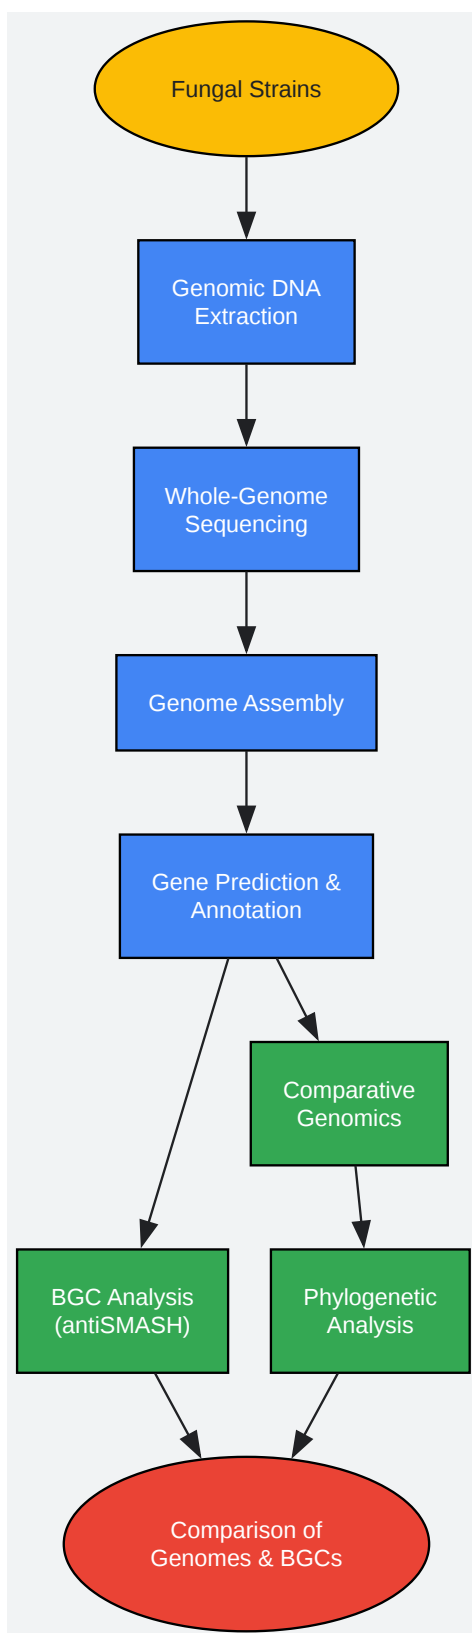 Fungal Strains
Genomic DNA
Extraction
Whole-Genome
Sequencing
Genome Assembly
Gene Prediction &
Annotation
Comparative
Genomics
BGC Analysis
(antiSMASH)
Phylogenetic
Analysis
Comparison of
Genomes & BGCs